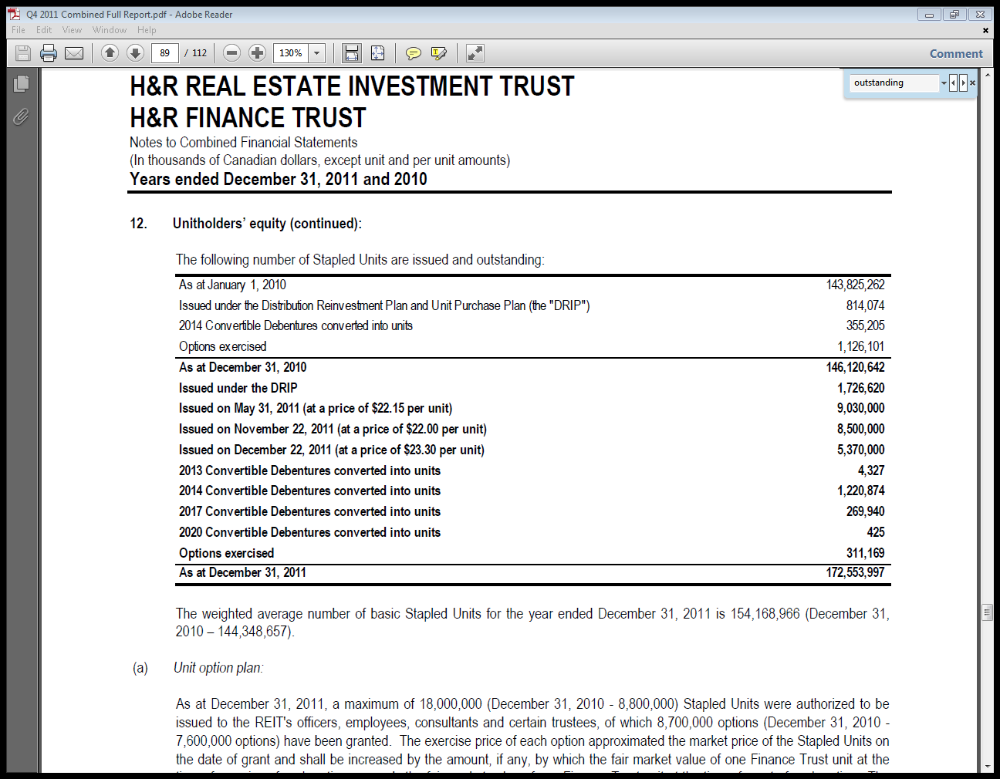 Q4 2011 Combined Full Report.pdf - Adobe Reader
File Edit View Window Help
89 / 112 130% Comment
outstanding
H&R REAL ESTATE INVESTMENT TRUST
H&R FINANCE TRUST
Notes to Combined Financial Statements
(In thousands of Canadian dollars, except unit and per unit amounts)
Years ended December 31, 2011 and 2010
12. Unitholders' equity (continued):
The following number of Stapled Units are issued and outstanding:
As at January 1, 2010 143,825,262
Issued under the Distribution Reinvestment Plan and Unit Purchase Plan (the "DRIP") 814,074
2014 Convertible Debentures converted into units 355,205
Options exercised 1,126,101
As at December 31, 2010 146,120,642
Issued under the DRIP 1,726,620
Issued on May 31, 2011 (at a price of $22.15 per unit) 9,030,000
Issued on November 22, 2011 (at a price of $22.00 per unit) 8,500,000
Issued on December 22, 2011 (at a price of $23.30 per unit) 5,370,000
2013 Convertible Debentures converted into units 4,327
2014 Convertible Debentures converted into units 1,220,874
2017 Convertible Debentures converted into units 269,940
2020 Convertible Debentures converted into units 425
Options exercised 311,169
As at December 31, 2011 172,553,997
The weighted average number of basic Stapled Units for the year ended December 31, 2011 is 154,168,966 (December 31,
2010 – 144,348,657).
(a) Unit option plan:
As at December 31, 2011, a maximum of 18,000,000 (December 31, 2010 - 8,800,000) Stapled Units were authorized to be
issued to the REIT's officers, employees, consultants and certain trustees, of which 8,700,000 options (December 31, 2010 -
7,600,000 options) have been granted. The exercise price of each option approximated the market price of the Stapled Units on
the date of grant and shall be increased by the amount, if any, by which the fair market value of one Finance Trust unit at the